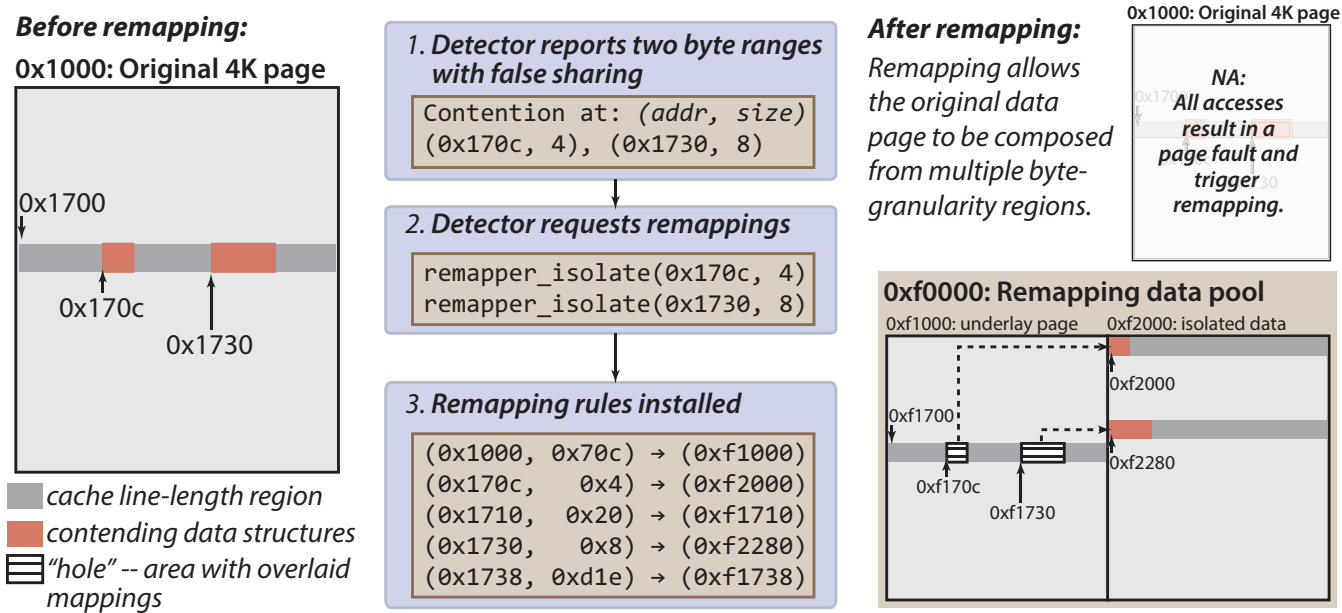 Before remapping:
0x1000: Original 4K page
0x1700
0x170c
0x1730
cache line-length region
contending data structures
“hole” -- area with overlaid
mappings
1. Detector reports two byte ranges
with false sharing
Contention at: (addr, size)
(0x170c, 4), (0x1730, 8)
2. Detector requests remappings
remapper_isolate(0x170c, 4)
remapper_isolate(0x1730, 8)
3. Remapping rules installed
(0x1000, 0x70c) → (0xf1000)
(0x170c, 0x4) → (0xf2000)
(0x1710, 0x20) → (0xf1710)
(0x1730, 0x8) → (0xf2280)
(0x1738, 0xd1e) → (0xf1738)
After remapping:
Remapping allows
the original data
page to be composed
from multiple byte-
granularity regions.
0x1000: Original 4K page
0x1700
NA:
All accesses
result in a
page fault and
trigger
remapping.
0xf0000: Remapping data pool
0xf1000: underlay page
0xf2000: isolated data
0xf2000
0xf1700
0xf2280
0xf170c
0xf1730